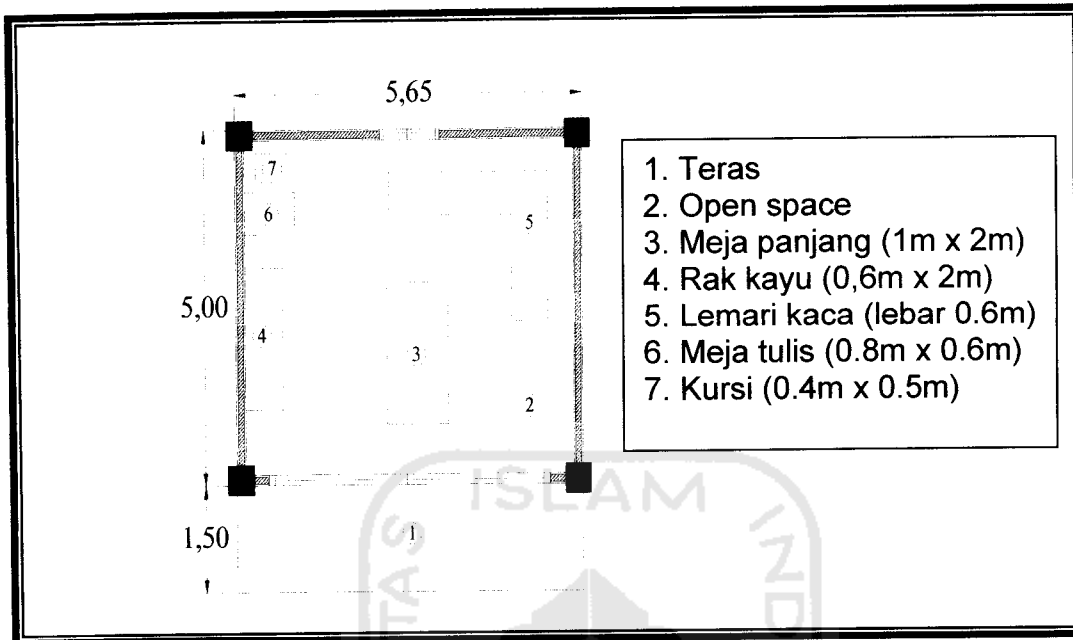 5,65
7
6
5
5,00
4
3
2
1,50
1
1. Teras
2. Open space
3. Meja panjang (1m x 2m)
4. Rak kayu (0,6m x 2m)
5. Lemari kaca (lebar 0.6m)
6. Meja tulis (0.8m x 0.6m)
7. Kursi (0.4m x 0.5m)
ISLAM
TAS
IND